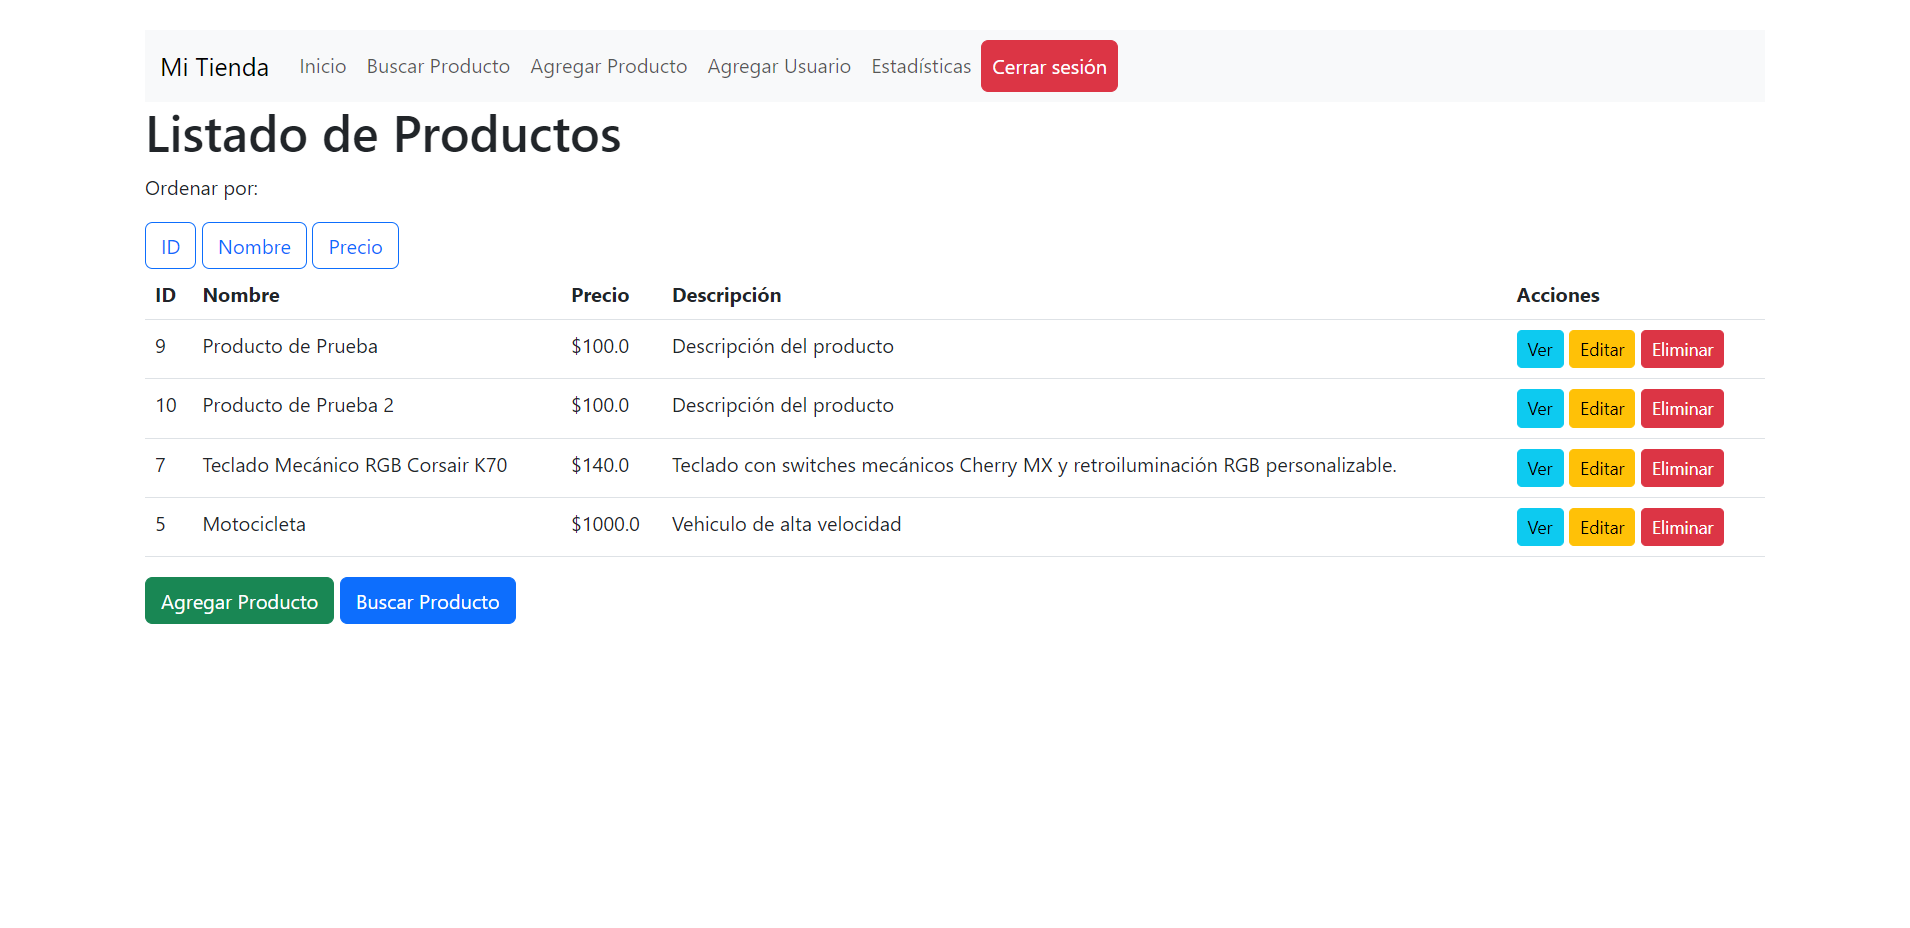 Mi Tienda Inicio Buscar Producto Agregar Producto Agregar Usuario Estadísticas Cerrar sesión
Listado de Productos
Ordenar por:
ID Nombre Precio
ID Nombre Precio Descripción Acciones
9 Producto de Prueba $100.0 Descripción del producto Ver Editar Eliminar
10 Producto de Prueba 2 $100.0 Descripción del producto Ver Editar Eliminar
7 Teclado Mecánico RGB Corsair K70 $140.0 Teclado con switches mecánicos Cherry MX y retroiluminación RGB personalizable. Ver Editar Eliminar
5 Motocicleta $1000.0 Vehiculo de alta velocidad Ver Editar Eliminar
Agregar Producto Buscar Producto